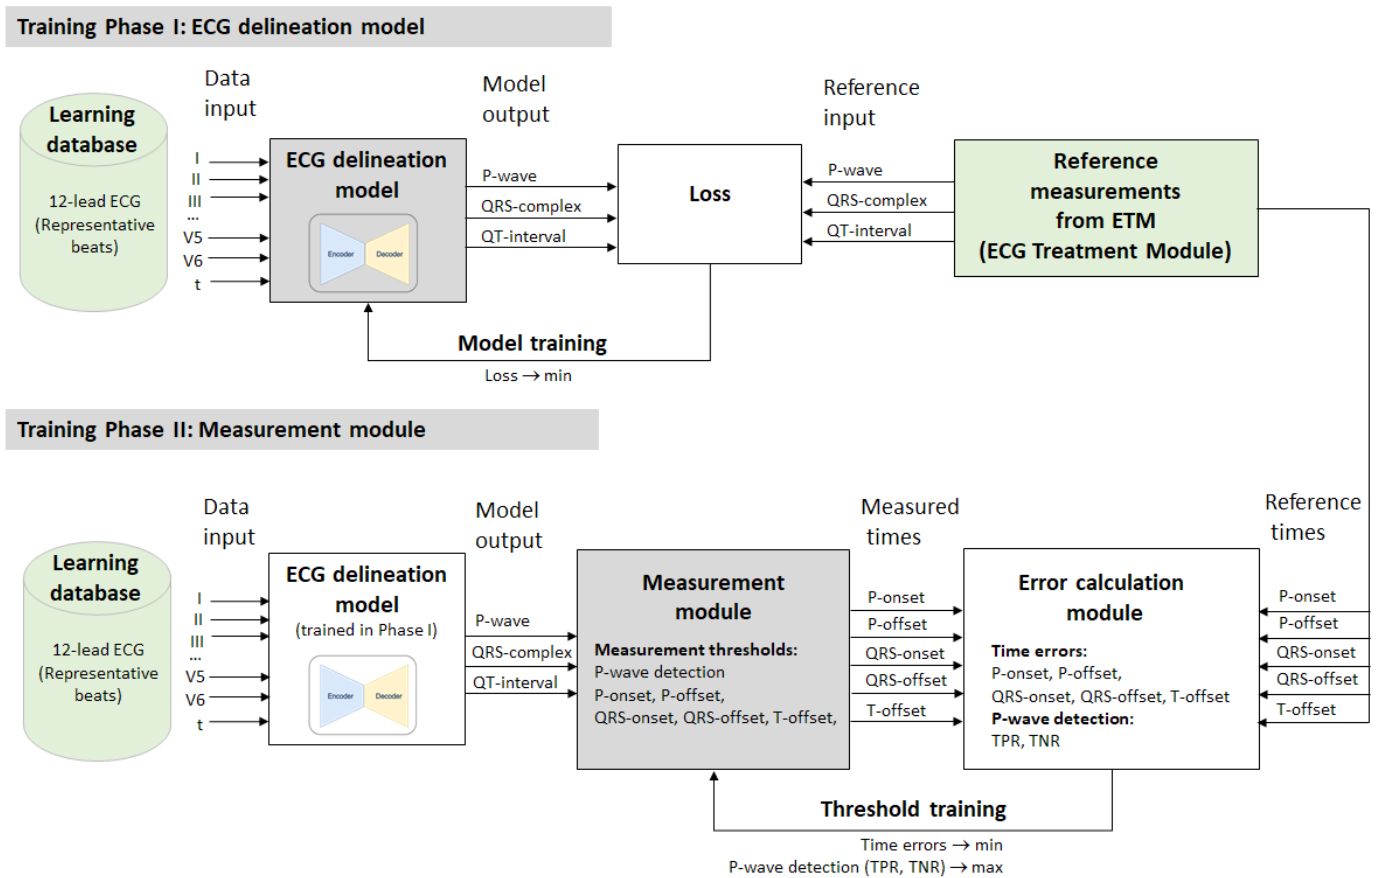 Training Phase I: ECG delineation model
Learning
database
12-lead ECG
(Representative
beats)
Data
input
I
II
III
...
V5
V6
t
ECG delineation
model
Encoder
Decoder
Model
output
P-wave
QRS-complex
QT-interval
Loss
Reference
input
P-wave
QRS-complex
QT-interval
Reference
measurements
from ETM
(ECG Treatment Module)
Model training
Loss → min
Training Phase II: Measurement module
Learning
database
12-lead ECG
(Representative
beats)
Data
input
I
II
III
...
V5
V6
t
ECG delineation
model
(trained in Phase I)
Encoder
Decoder
Model
output
P-wave
QRS-complex
QT-interval
Measurement
module
Measurement thresholds:
P-wave detection
P-onset, P-offset,
QRS-onset, QRS-offset, T-offset,
Measured
times
P-onset
P-offset
QRS-onset
QRS-offset
T-offset
Error calculation
module
Time errors:
P-onset, P-offset,
QRS-onset, QRS-offset, T-offset
P-wave detection:
TPR, TNR
Reference
times
P-onset
P-offset
QRS-onset
QRS-offset
T-offset
Threshold training
Time errors → min
P-wave detection (TPR, TNR) → max